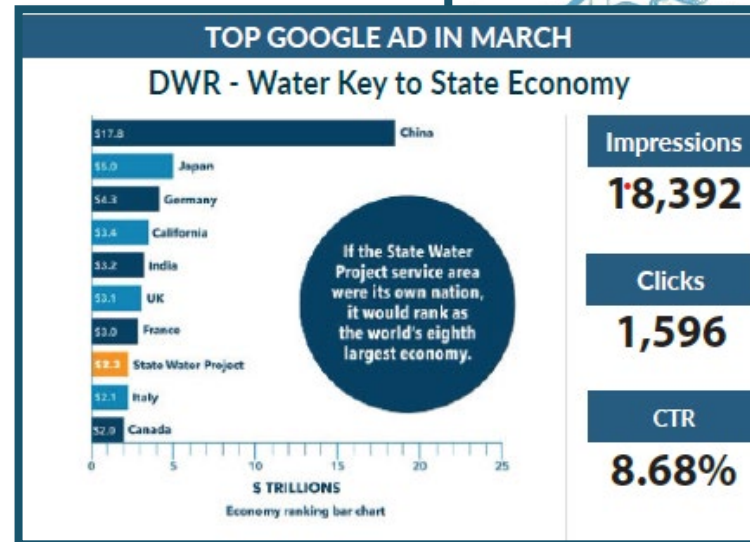 TOP GOOGLE AD IN MARCH
DWR - Water Key to State Economy
$17.8 China
$5.0 Japan
$4.3 Germany
$3.4 California
$3.2 India
$3.1 UK
$3.0 France
$2.3 State Water Project
$2.1 Italy
$2.0 Canada
If the State Water
Project service area
were its own nation,
it would rank as
the world's eighth
largest economy.
0 5 10 15 20 25
$ TRILLIONS
Economy ranking bar chart
Impressions
18,392
Clicks
1,596
CTR
8.68%